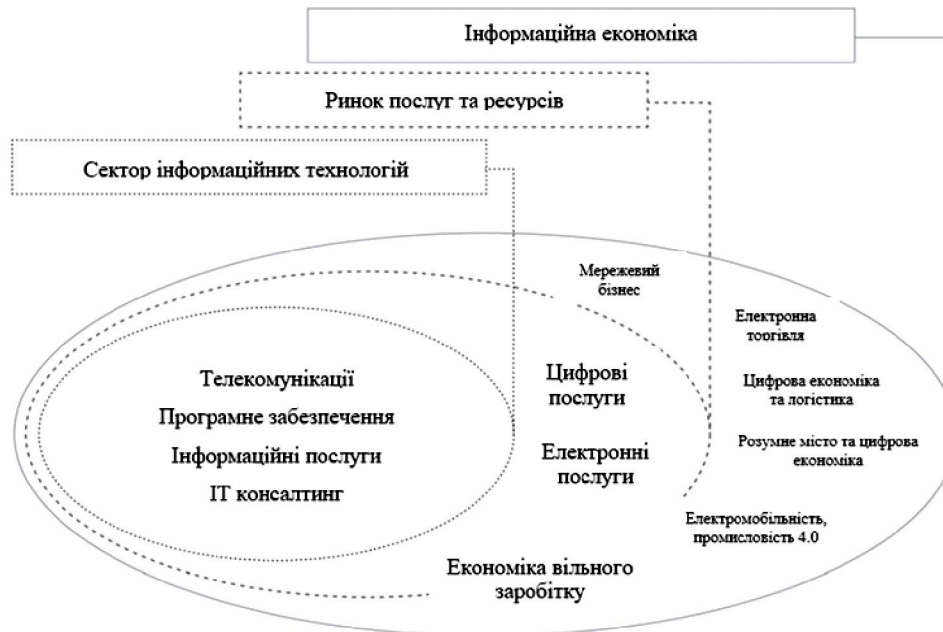 Інформаційна економіка
Ринок послуг та ресурсів
Сектор інформаційних технологій
Мережевий
бізнес
Електронна
торгівля
Цифрова економіка
та логістика
Розумне місто та цифрова
економіка
Електромобільність,
промисловість 4.0
Цифрові
послуги
Електронні
послуги
Економіка вільного
заробітку
Телекомунікації
Програмне забезпечення
Інформаційні послуги
ІТ консалтинг